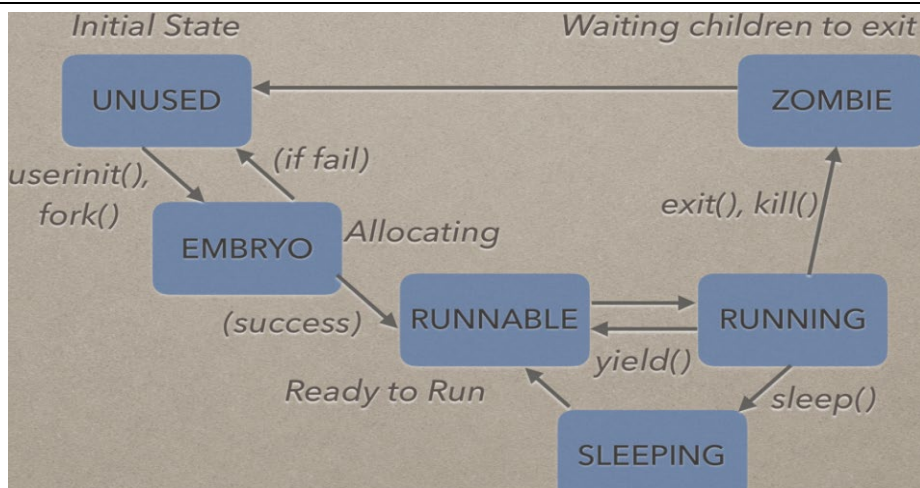 Initial State
Waiting children to exit
UNUSED
ZOMBIE
(if fail)
userinit(),
fork()
exit(), kill()
EMBRYO
Allocating
(success)
RUNNABLE
RUNNING
yield()
Ready to Run
sleep()
SLEEPING